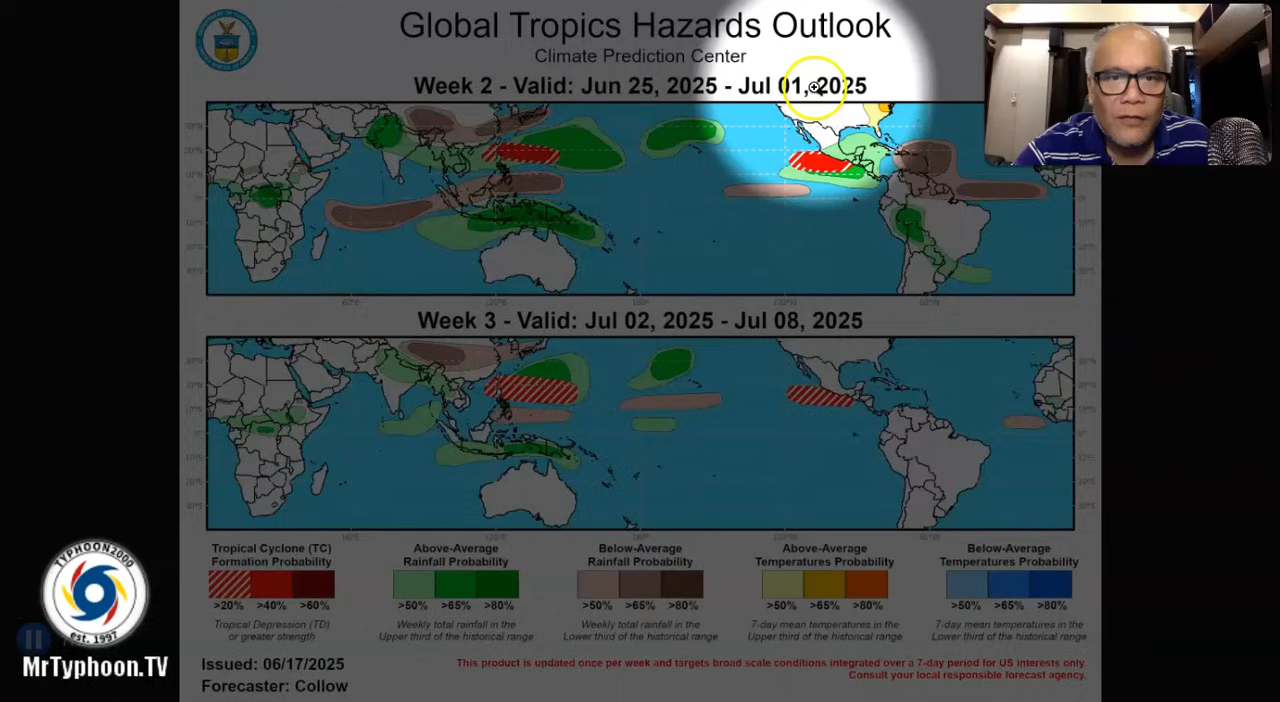 Global Tropics Hazards Outlook
Climate Prediction Center
Week 2 - Valid: Jun 25, 2025 - Jul 01, 2025
Week 3 - Valid: Jul 02, 2025 - Jul 08, 2025
Tropical Cyclone (TC)
Formation Probability
>20% >40% >60%
Tropical Depression (TD)
or greater strength
Above-Average
Rainfall Probability
>50% >65% >80%
Weekly total rainfall in the
Upper third of the historical range
Below-Average
Rainfall Probability
>50% >65% >80%
Weekly total rainfall in the
Lower third of the historical range
Above-Average
Temperatures Probability
>50% >65% >80%
7-day mean temperatures in the
Upper third of the historical range
Below-Average
Temperatures Probability
>50% >65% >80%
7-day mean temperatures in the
Lower third of the historical range
TYPHOON2000
est. 1997
MrTyphoon.TV
Issued: 06/17/2025
Forecaster: Collow
This product is updated once per week and targets broad scale conditions integrated over a 7-day period for US interests only.
Consult your local responsible forecast agency.